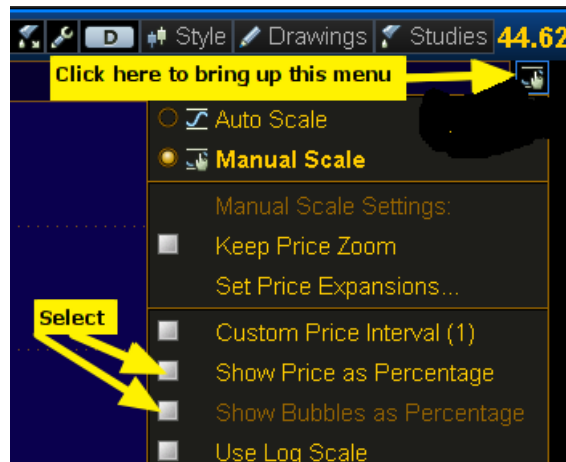 D Style Drawings Studies 44.62
Click here to bring up this menu
Auto Scale
Manual Scale
Manual Scale Settings:
Keep Price Zoom
Set Price Expansions...
Select
Custom Price Interval (1)
Show Price as Percentage
Show Bubbles as Percentage
Use Log Scale